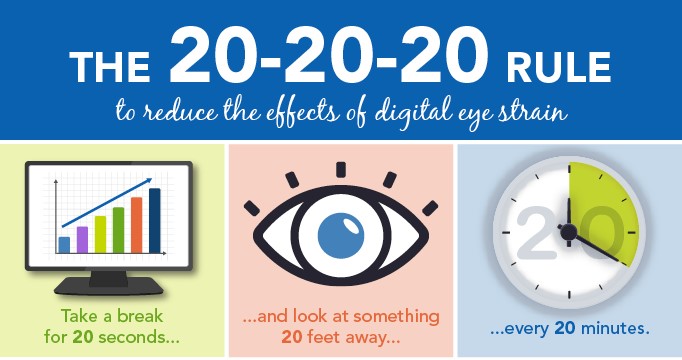 THE 20-20-20 RULE
to reduce the effects of digital eye strain
Take a break
for 20 seconds...
...and look at something
20 feet away...
20
...every 20 minutes.